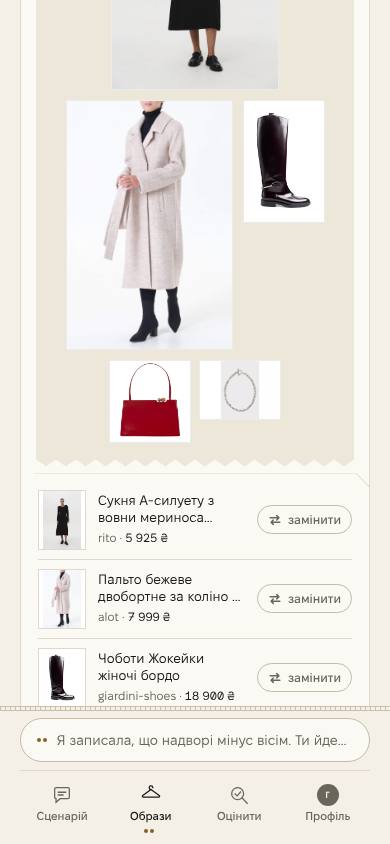 Сукня А-силуету з
вовни мериноса...
rito · 5 925 ₴
замінити
Пальто бежеве
двобортне за коліно ...
alot · 7 999 ₴
замінити
Чоботи Жокейки
жіночі бордо
giardini-shoes · 18 900 ₴
замінити
Я записала, що надворі мінус вісім. Ти йде...
Сценарій
Образи
Оцінити
Г
Профіль